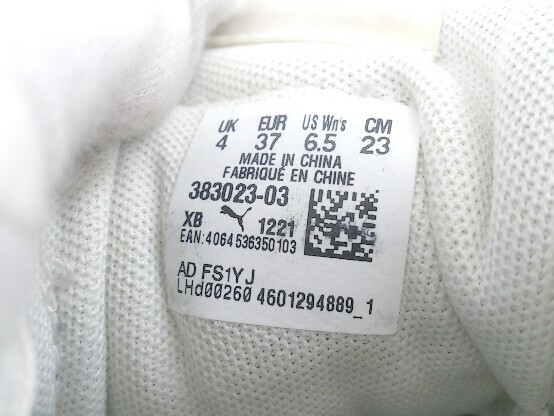 UK EUR US Wn's CM
4 37 6.5 23
MADE IN CHINA
FABRIQUÉ EN CHINE
383023-03
XB 1221
EAN:4064536350103
AD FS1YJ
LHd00260 4601294889_1